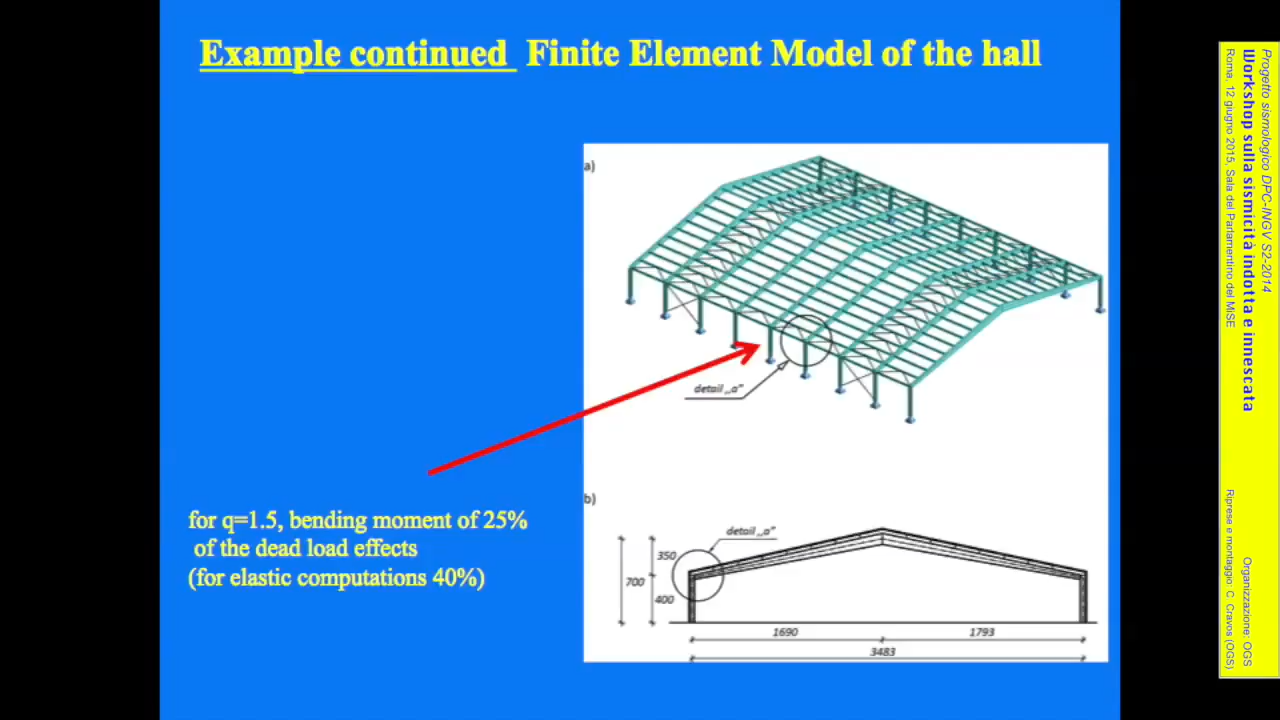 Example continued Finite Element Model of the hall
a)
detail „a”
for q=1.5, bending moment of 25%
of the dead load effects
(for elastic computations 40%)
b)
detail „a”
350
700
400
1690
1793
3483
Progetto sismologico DPC-INGV S2-2014
Workshop sulla sismicità indotta e innescata
Roma, 12 giugno 2015, Sala del Parlamentino del MiSE
Organizzazione: OGS
Riprese e montaggio: C. Cravos (OGS)